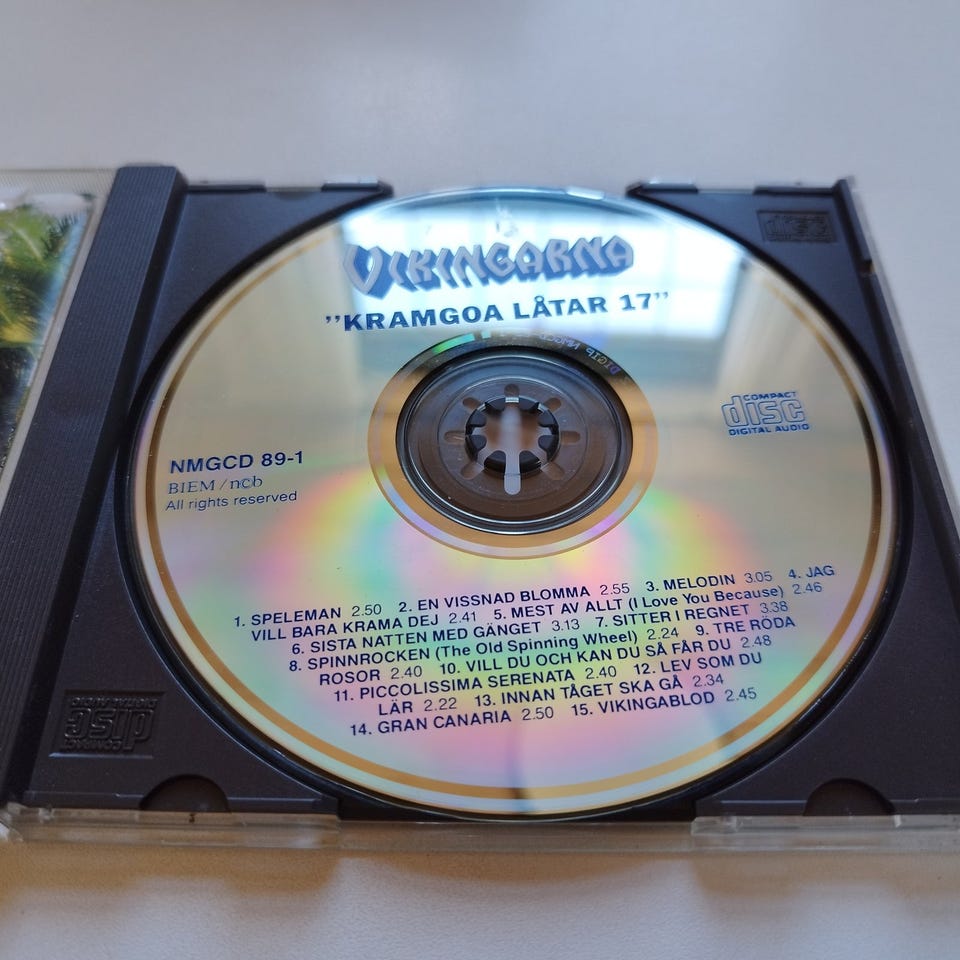 VIKINGARNA
”KRAMGOA LÅTAR 17”
COMPACT
disc
DIGITAL AUDIO
NMGCD 89-1
BIEM/ncb
All rights reserved
1. SPELEMAN 2.50 2. EN VISSNAD BLOMMA 2.55 3. MELODIN 3.05 4. JAG
VILL BARA KRAMA DEJ 2.41 5. MEST AV ALLT (I Love You Because) 2.46
6. SISTA NATTEN MED GÄNGET 3.13 7. SITTER I REGNET 3.38
8. SPINNROCKEN (The Old Spinning Wheel) 2.24 9. TRE RÖDA
ROSOR 2.40 10. VILL DU OCH KAN DU SÅ FÅR DU 2.48
11. PICCOLISSIMA SERENATA 2.40 12. LEV SOM DU
LÄR 2.22 13. INNAN TÅGET SKA GÅ 2.34
14. GRAN CANARIA 2.50 15. VIKINGABLOD 2.45
COMPACT
disc
DIGITAL AUDIO